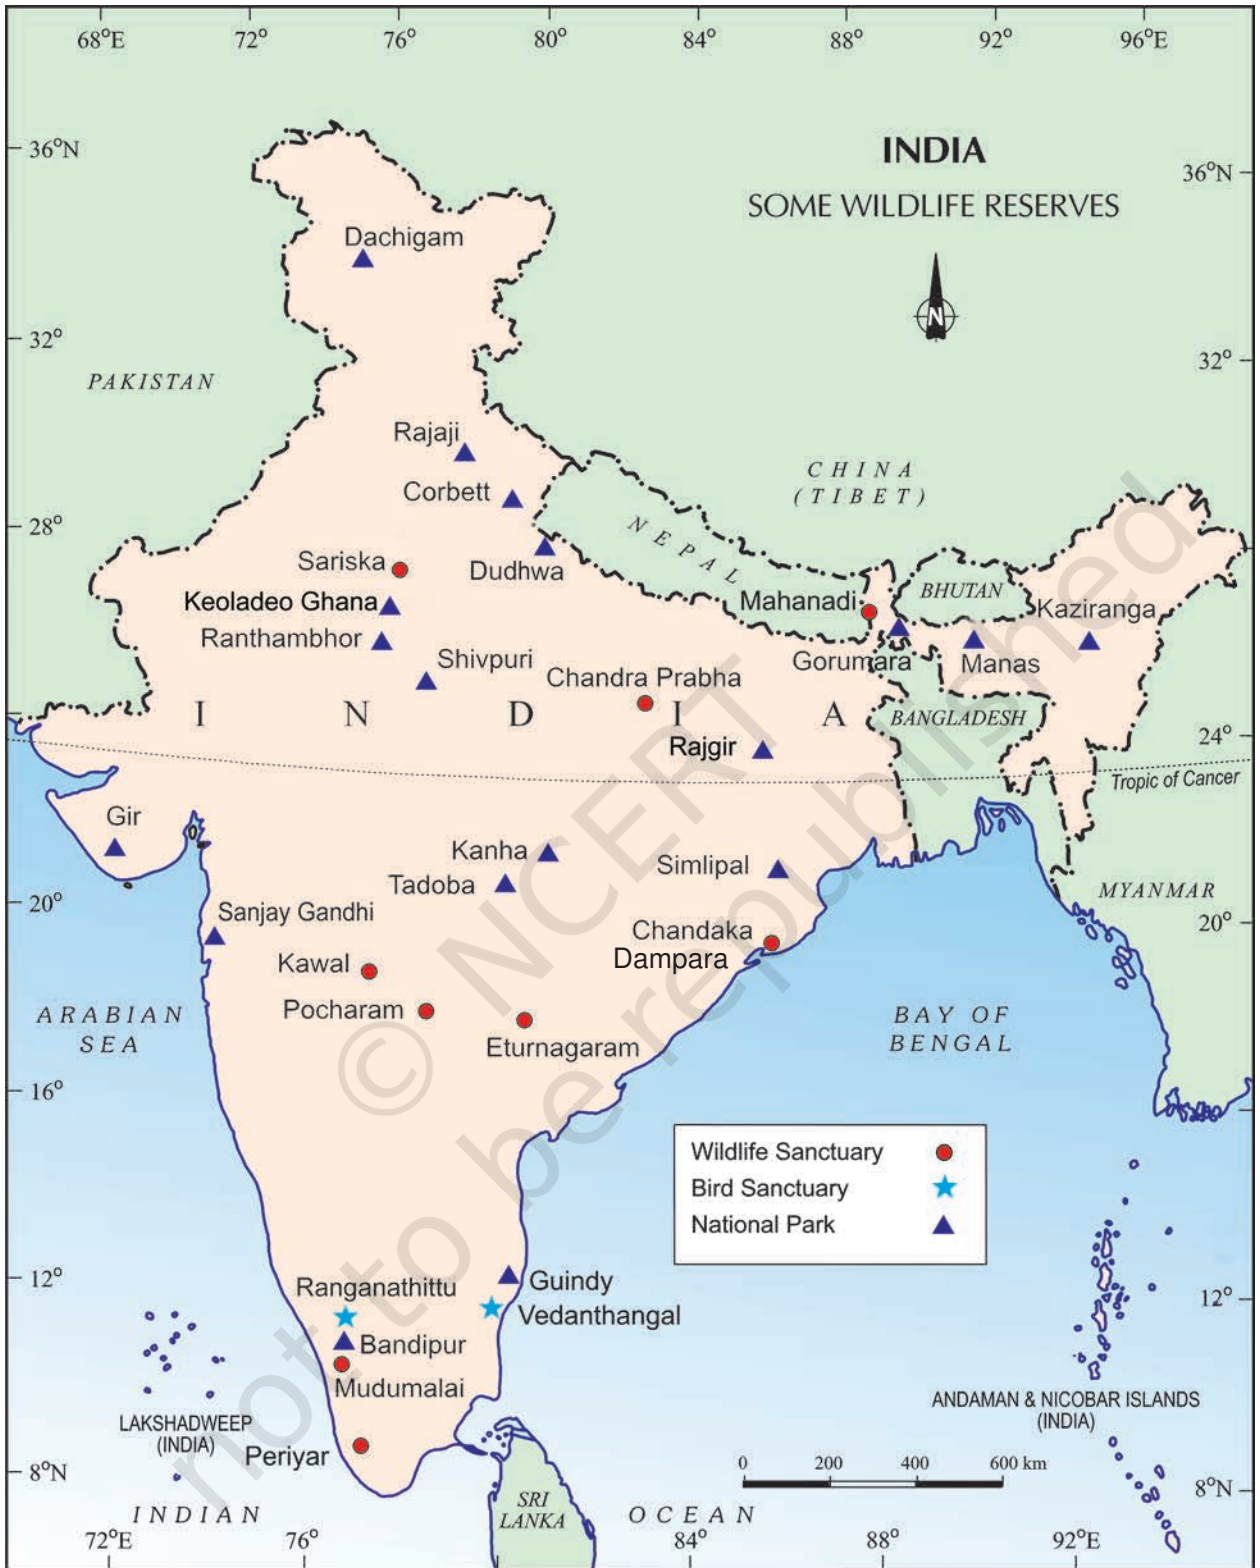 68°E 72° 76° 80° 84° 88° 92° 96°E
36°N
INDIA
36°N
SOME WILDLIFE RESERVES
Dachigam
N
32°
32°
PAKISTAN
Rajaji
CHINA
(TIBET)
Corbett
28°
NEPAL
Sariska
Dudhwa
BHUTAN
Keoladeo Ghana
Mahanadi
Kaziranga
Ranthambhor
Shivpuri
Gorumara
Manas
Chandra Prabha
INDIA
BANGLADESH
Rajgir
24°
Tropic of Cancer
Gir
Kanha
Simlipal
Tadoba
MYANMAR
20°
Sanjay Gandhi
20°
Chandaka
Dampara
Kawal
Pocharam
ARABIAN
SEA
BAY OF
BENGAL
Eturnagaram
16°
Wildlife Sanctuary
Bird Sanctuary
National Park
12°
Ranganathittu
Guindy
12°
Vedanthangal
Bandipur
Mudumalai
LAKSHADWEEP
(INDIA)
ANDAMAN & NICOBAR ISLANDS
(INDIA)
Periyar
0 200 400 600 km
8°N
8°N
SRI
LANKA
INDIAN OCEAN
72°E 76° 84° 88° 92°E
© NCERT
not to be republished